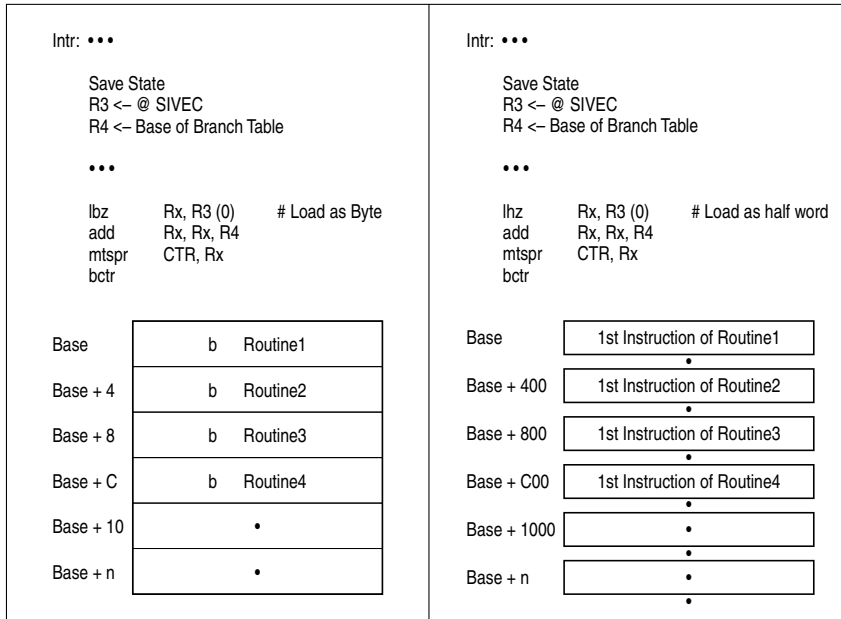 Intr: •••
Save State
R3 <– @ SIVEC
R4 <– Base of Branch Table
•••
lbz Rx, R3 (0) # Load as Byte
add Rx, Rx, R4
mtspr CTR, Rx
bctr
Base b Routine1
Base + 4 b Routine2
Base + 8 b Routine3
Base + C b Routine4
Base + 10 •
Base + n •
Intr: •••
Save State
R3 <– @ SIVEC
R4 <– Base of Branch Table
•••
lhz Rx, R3 (0) # Load as half word
add Rx, Rx, R4
mtspr CTR, Rx
bctr
Base 1st Instruction of Routine1
•
Base + 400 1st Instruction of Routine2
•
Base + 800 1st Instruction of Routine3
•
Base + C00 1st Instruction of Routine4
•
Base + 1000 •
•
Base + n •
•